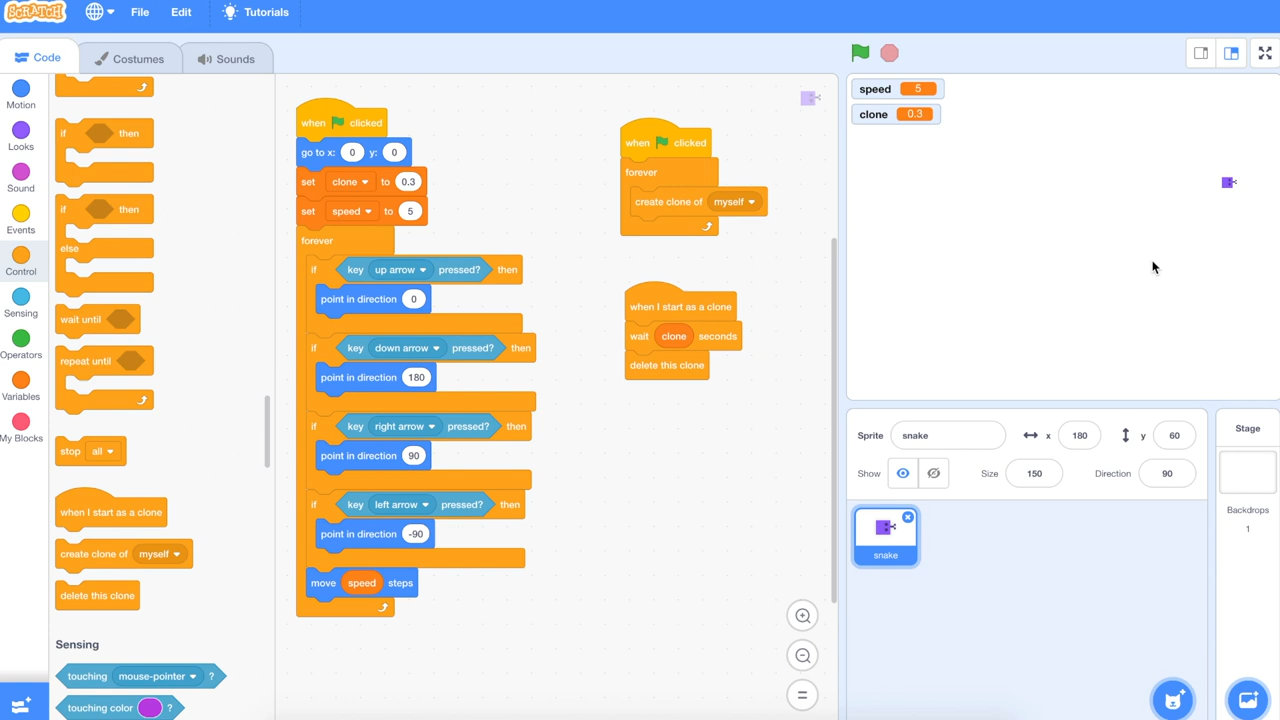 SCRATCH File Edit Tutorials
Code Costumes Sounds
Motion
Looks
Sound
Events
Control
Sensing
Operators
Variables
My Blocks
if then
if then
else
wait until
repeat until
stop all
when I start as a clone
create clone of myself
delete this clone
Sensing
touching mouse-pointer ?
touching color ?
when clicked
go to x: 0 y: 0
set clone to 0.3
set speed to 5
forever
if key up arrow pressed? then
point in direction 0
if key down arrow pressed? then
point in direction 180
if key right arrow pressed? then
point in direction 90
if key left arrow pressed? then
point in direction -90
move speed steps
when clicked
forever
create clone of myself
when I start as a clone
wait clone seconds
delete this clone
speed 5
clone 0.3
Sprite snake x 180 y 60
Show Size 150 Direction 90
snake
Stage
Backdrops
1